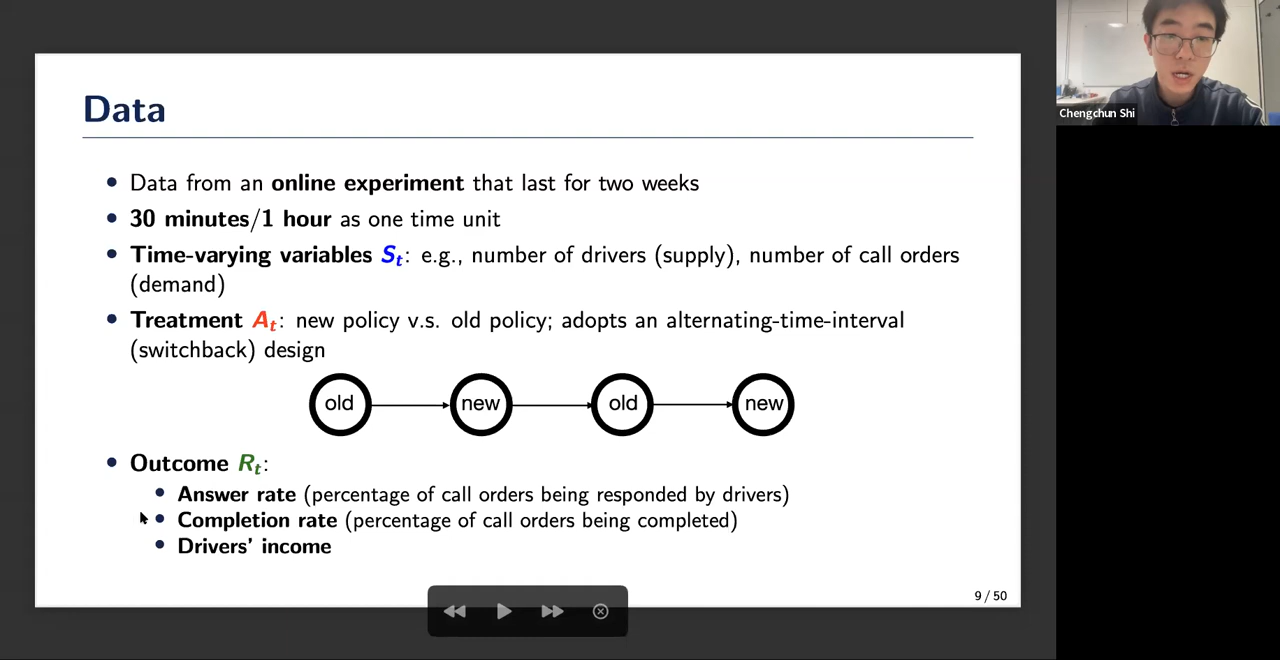 Data
Data from an online experiment that last for two weeks
30 minutes/1 hour as one time unit
Time-varying variables S_t: e.g., number of drivers (supply), number of call orders
(demand)
Treatment A_t: new policy v.s. old policy; adopts an alternating-time-interval
(switchback) design
old new old new
Outcome R_t:
Answer rate (percentage of call orders being responded by drivers)
Completion rate (percentage of call orders being completed)
Drivers' income
9 / 50
Chengchun Shi